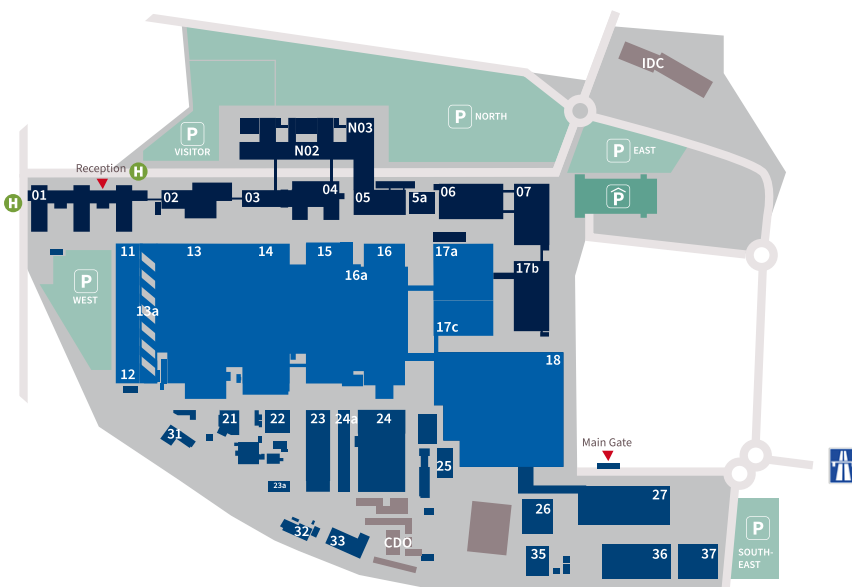 IDC
P NORTH
N03
P
VISITOR
P EAST
N02
Reception H
P
H 01
02
03
04
05
5a
06
07
11
13
14
15
16
17a
16a
17b
P
WEST
13a
17c
12
18
21
22
23
24a
24
31
Main Gate
25
23a
27
26
32
33
CDO
P
SOUTH-
EAST
35
36
37